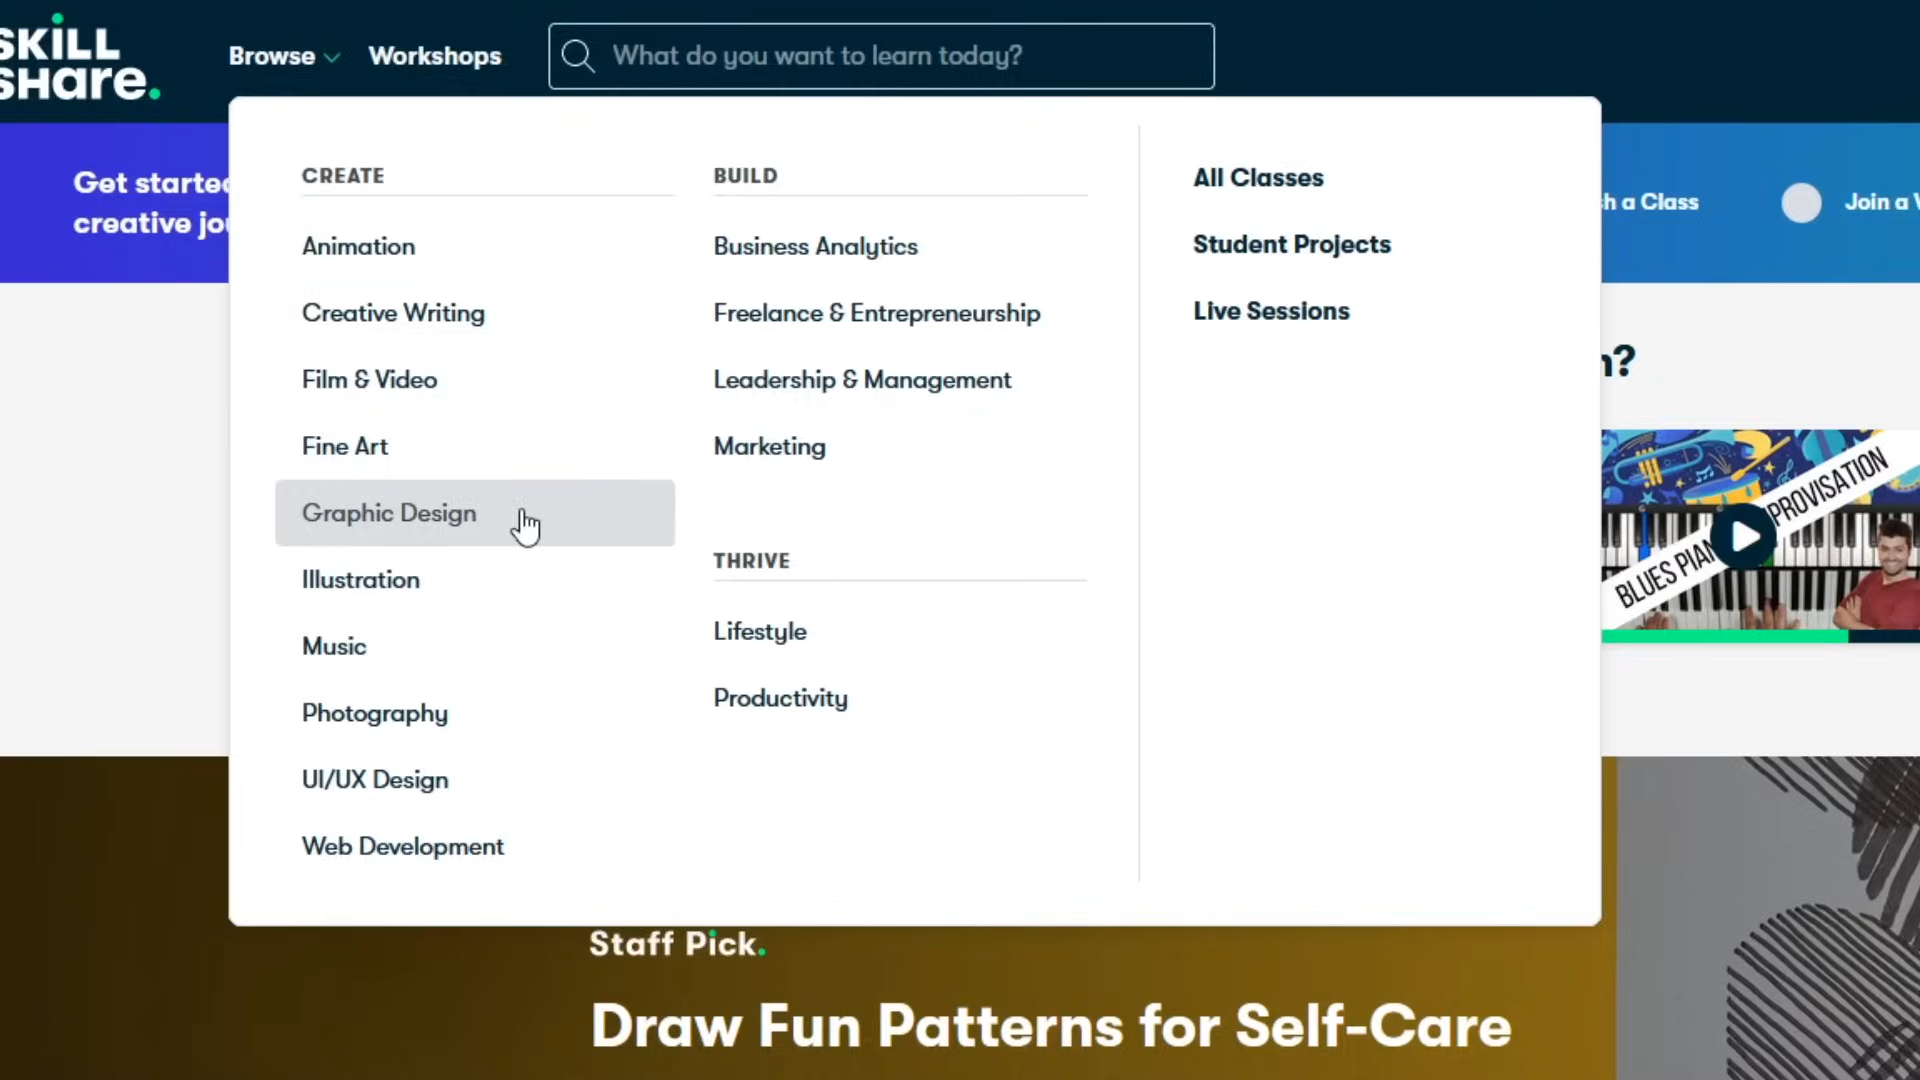 SKILL
SHare.
Browse
Workshops
What do you want to learn today?
Get started
creative
h a Class
Join a
CREATE
Animation
Creative Writing
Film & Video
Fine Art
Graphic Design
Illustration
Music
Photography
UI/UX Design
Web Development
BUILD
Business Analytics
Freelance & Entrepreneurship
Leadership & Management
Marketing
THRIVE
Lifestyle
Productivity
All Classes
Student Projects
Live Sessions
?
BLUES PIAN
PROVISATION
Staff Pick.
Draw Fun Patterns for Self-Care